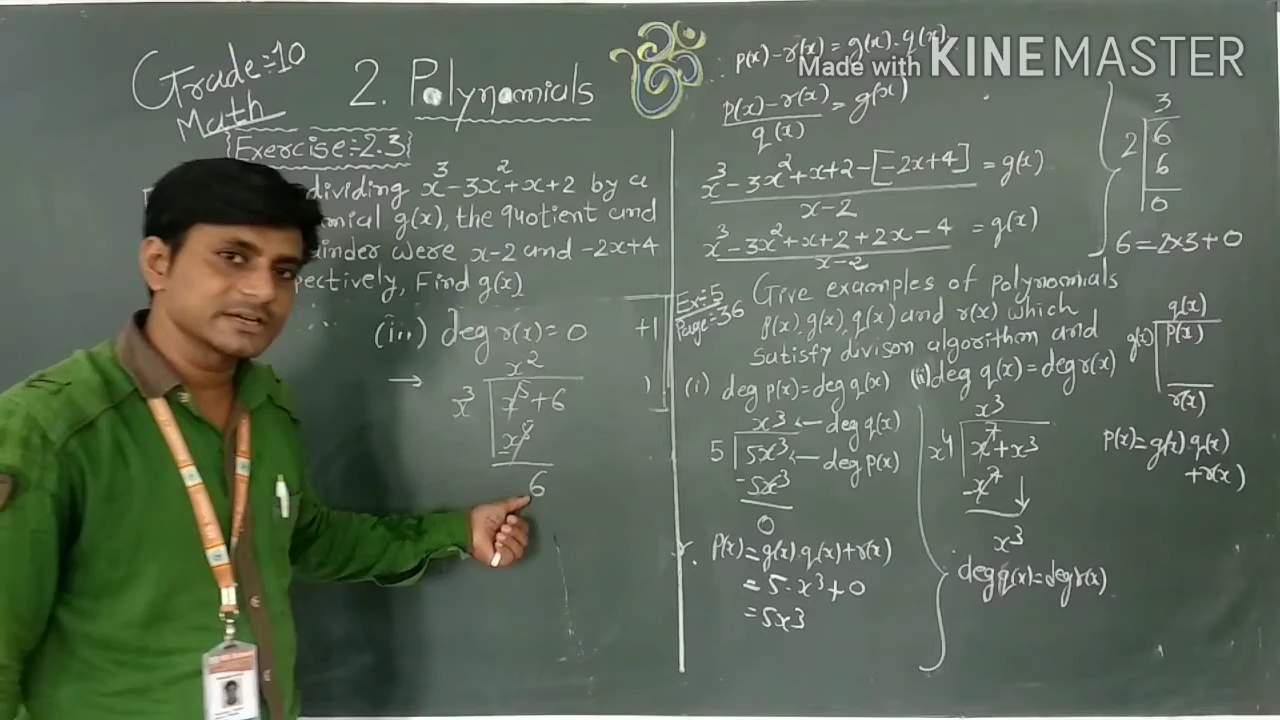 Grade:-10
Math
2. Polynomials
Exercise:-2.3
dividing x³-3x²+x+2 by a
g(x), the quotient and
were x-2 and -2x+4
Find g(x)
(iii) deg r(x)=0
+1
→ x²
x³ x⁵+6
-x⁵
6
p(x)-r(x)=g(x).q(x)
Made with KINEMASTER
p(x)-r(x) = g(x)
q(x)
x³-3x²+x+2-[-2x+4] = g(x)
x-2
x³-3x²+x+2+2x-4 = g(x)
x-2
3
2 6
6
0
6=2x3+0
Ex:-5
Page:-36
Give examples of polynomials
p(x), g(x), q(x) and r(x) which
satisfy divison algorithm and
(i) deg p(x)=deg q(x)
x³ ← deg q(x)
5 5x³ ← deg p(x)
-5x³
0
p(x)=g(x).q(x)+r(x)
=5.x³+0
=5x3
(ii) deg q(x)=deg r(x)
x³
x⁴ x⁷+x³
-x⁷
x³
deg q(x)=deg r(x)
q(x)
g(x) p(x)
r(x)
p(x)=g(x).q(x)
+r(x)